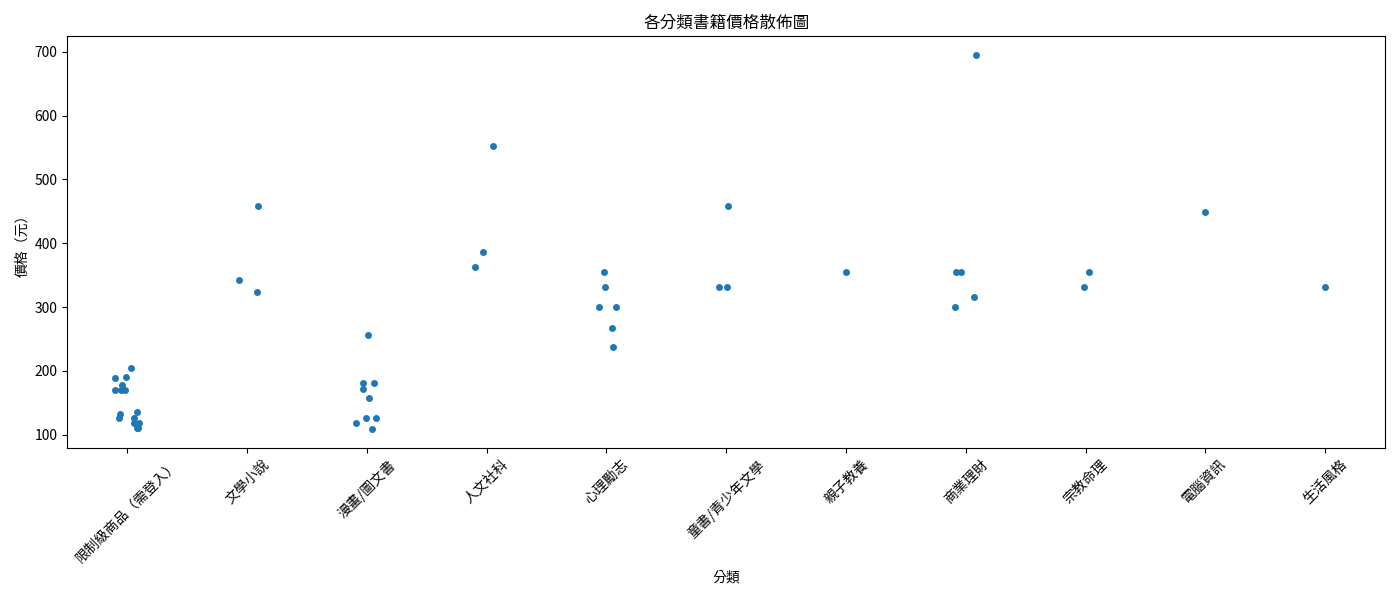 各分類書籍價格散佈圖
700
600
500
400
300
200
100
價格（元）
限制級商品（需登入）
文學小說
漫畫/圖文書
人文社科
心理勵志
童書/青少年文學
親子教養
商業理財
宗教命理
電腦資訊
生活風格
分類